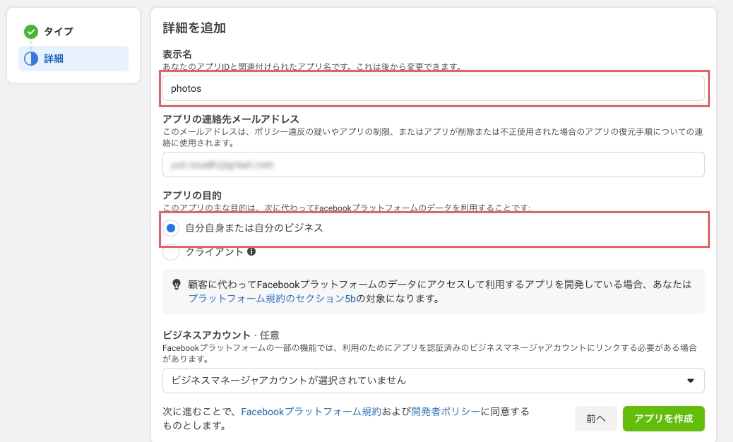 タイプ
詳細
詳細を追加
表示名
あなたのアプリIDと関連付けられたアプリ名です。これは後から変更できます。
photos
アプリの連絡先メールアドレス
このメールアドレスは、ポリシー違反の疑いやアプリの制限、またはアプリが削除または不正使用された場合のアプリの復元手順についての連
絡に使用されます。
アプリの目的
このアプリの主な目的は、次に代わってFacebookプラットフォームのデータを利用することです:
自分自身または自分のビジネス
クライアント
顧客に代わってFacebookプラットフォームのデータにアクセスして利用するアプリを開発している場合、あなたは
プラットフォーム規約のセクション5bの対象になります。
ビジネスアカウント · 任意
Facebookプラットフォームの一部の機能では、利用のためにアプリを認証済みのビジネスマネージャアカウントにリンクする必要がある場合
があります。
ビジネスマネージャアカウントが選択されていません
次に進むことで、Facebookプラットフォーム規約および開発者ポリシーに同意する
ものとします。
前へ
アプリを作成